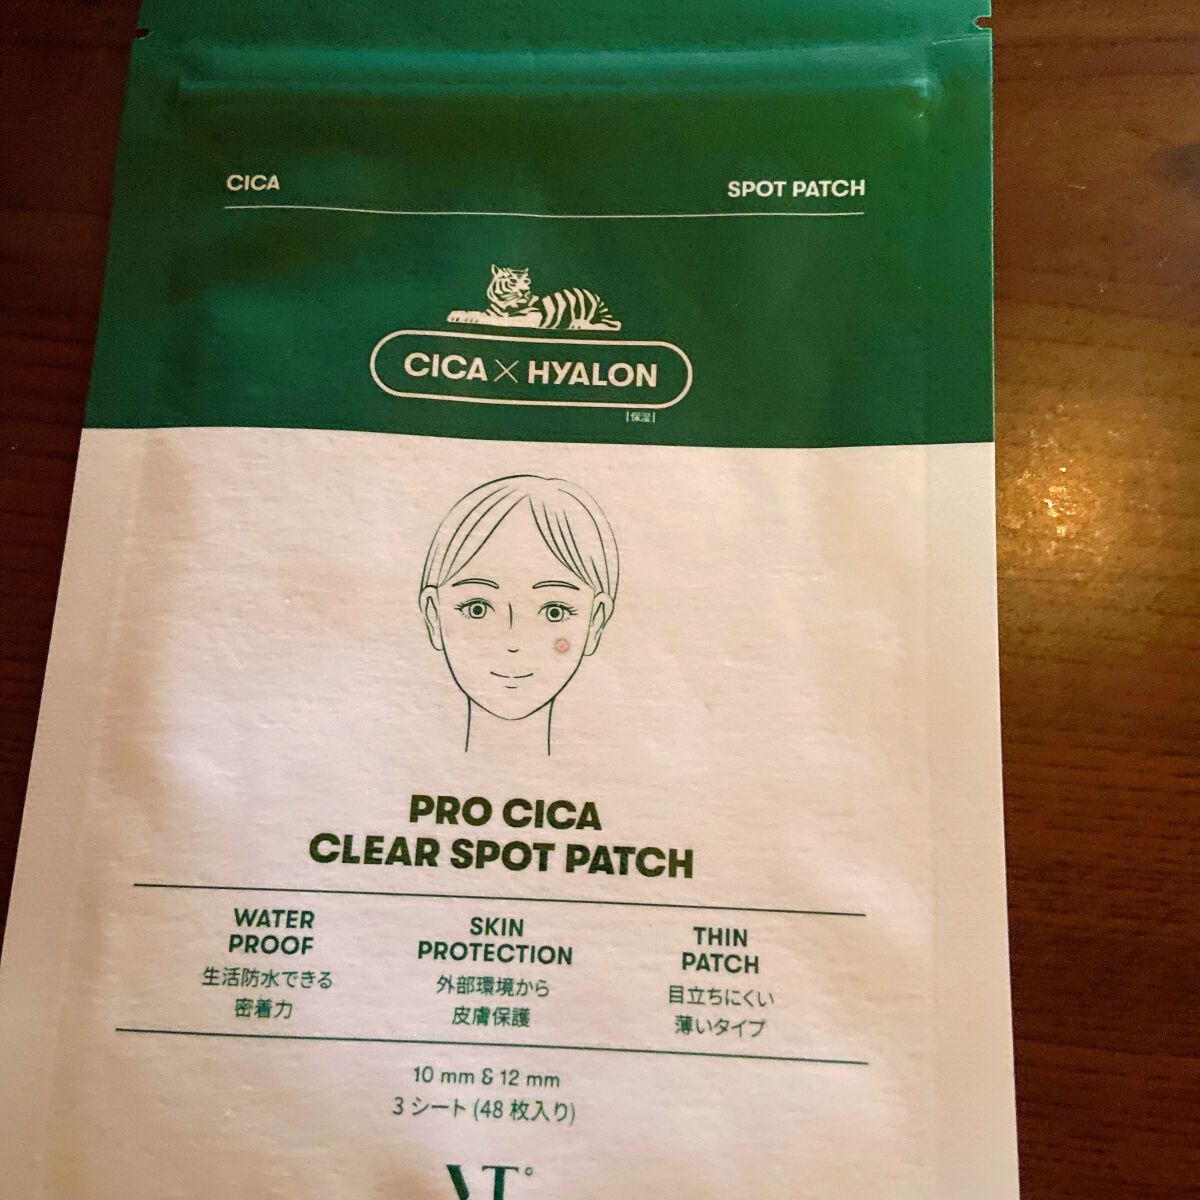 CICA
SPOT PATCH
CICA × HYALON
[保湿]
PRO CICA
CLEAR SPOT PATCH
WATER
PROOF
生活防水できる
密着力
SKIN
PROTECTION
外部環境から
皮膚保護
THIN
PATCH
目立ちにくい
薄いタイプ
10 mm & 12 mm
3 シート (48 枚入り)
VT